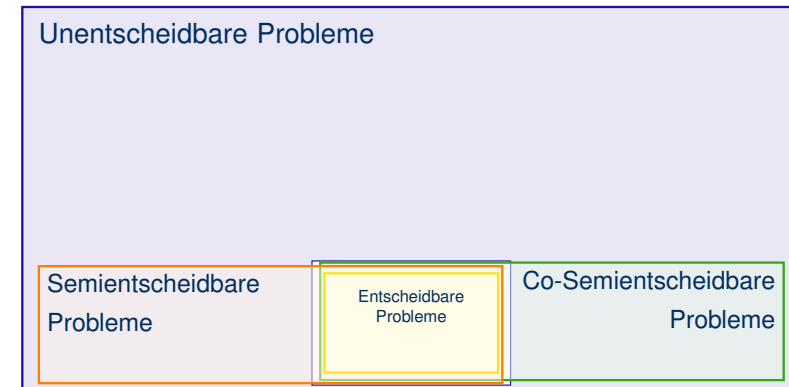 Unentscheidbare Probleme
Semientscheidbare
Probleme
Entscheidbare
Probleme
Co-Semientscheidbare
Probleme